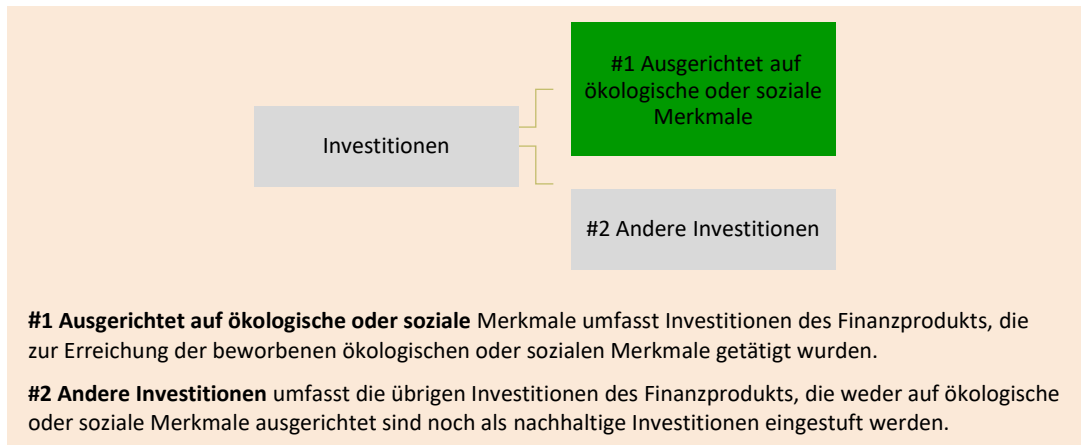 #1 Ausgerichtet auf
ökologische oder soziale
Merkmale
Investitionen
#2 Andere Investitionen
#1 Ausgerichtet auf ökologische oder soziale Merkmale umfasst Investitionen des Finanzprodukts, die
zur Erreichung der beworbenen ökologischen oder sozialen Merkmale getätigt wurden.
#2 Andere Investitionen umfasst die übrigen Investitionen des Finanzprodukts, die weder auf ökologische
oder soziale Merkmale ausgerichtet sind noch als nachhaltige Investitionen eingestuft werden.